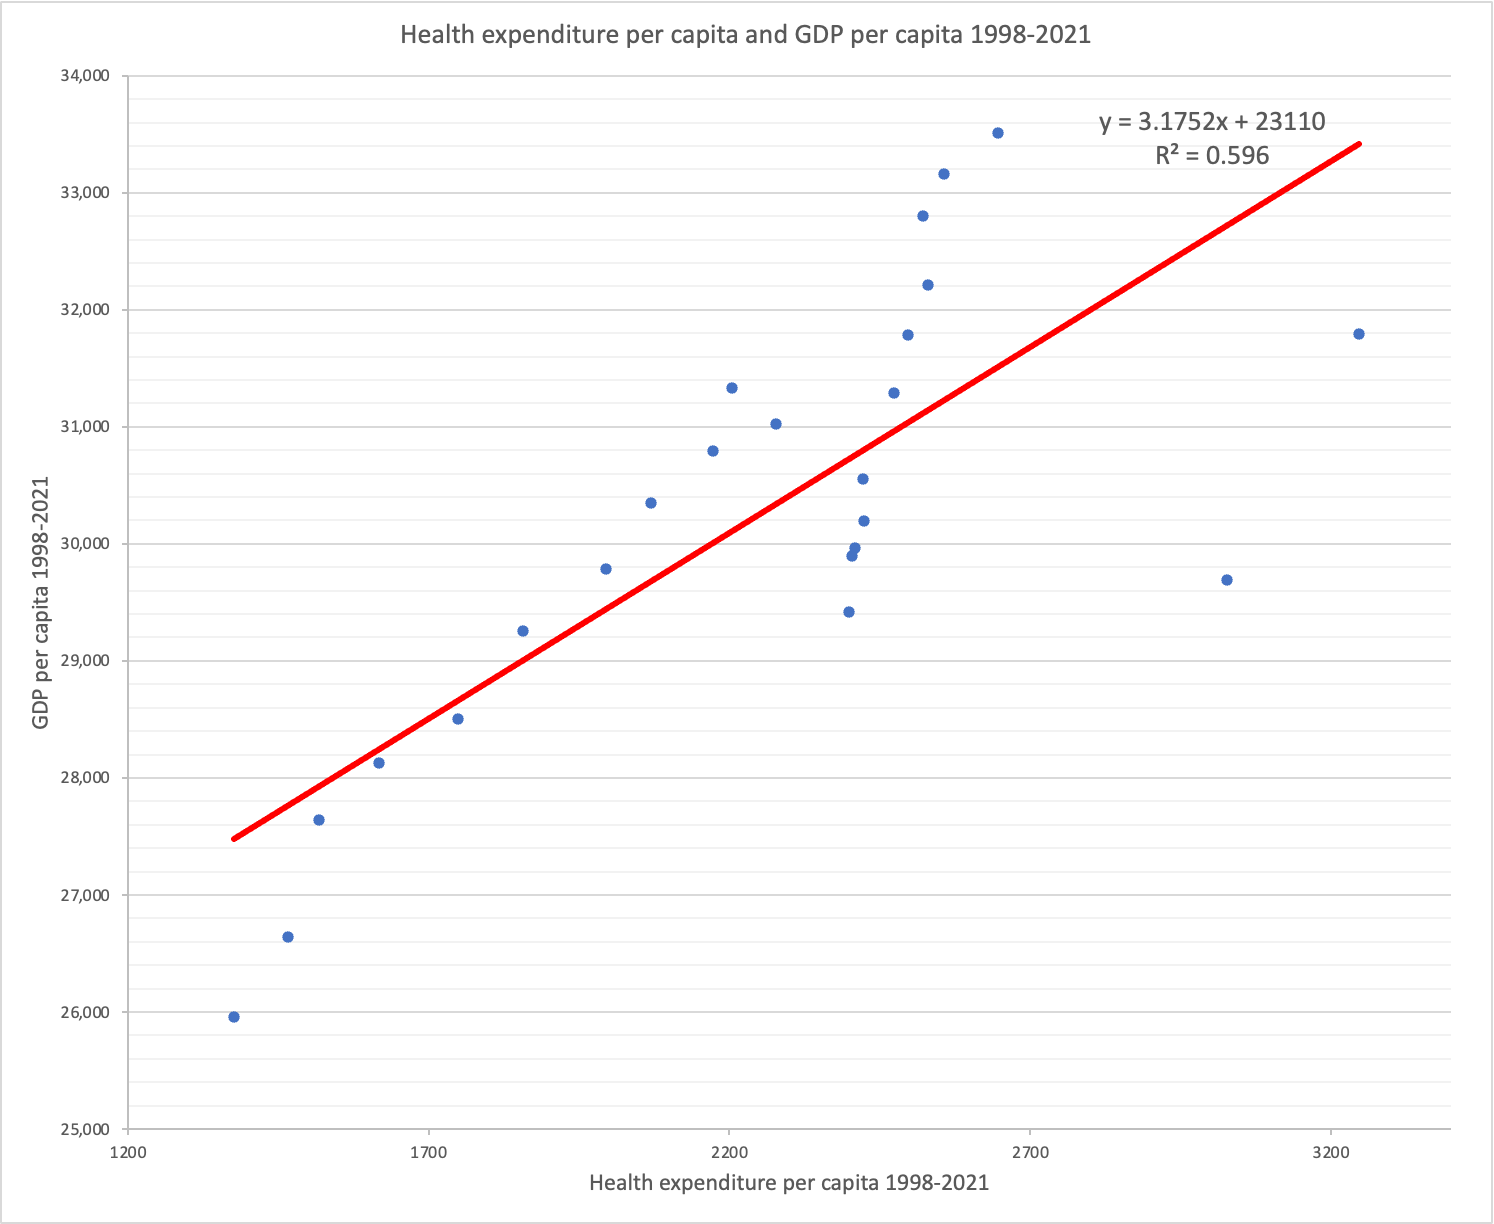 Health expenditure per capita and GDP per capita 1998-2021
y = 3.1752x + 23110
R² = 0.596
34,000
33,000
32,000
31,000
30,000
29,000
28,000
27,000
26,000
25,000
GDP per capita 1998-2021
1200 1700 2200 2700 3200
Health expenditure per capita 1998-2021